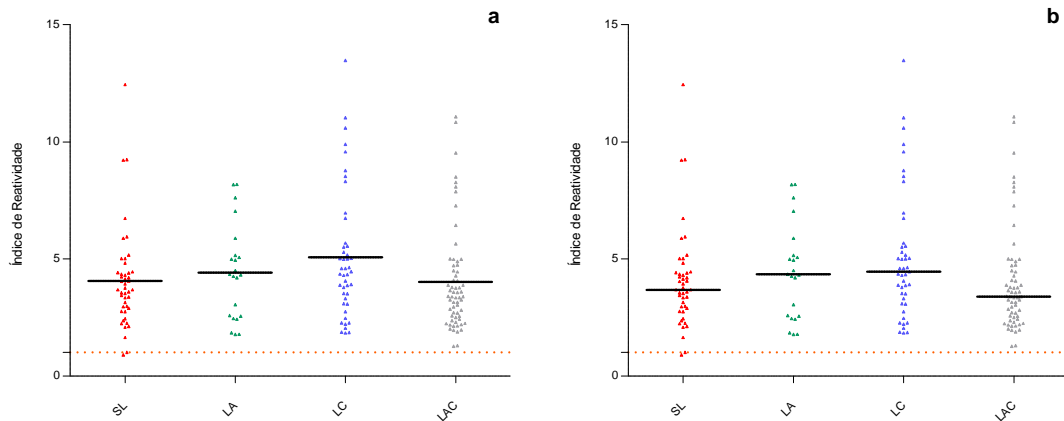 a
15
10
5
0
Índice de Reatividade
SL
LA
LC
LAC
b
15
10
5
0
Índice de Reatividade
SL
LA
LC
LAC